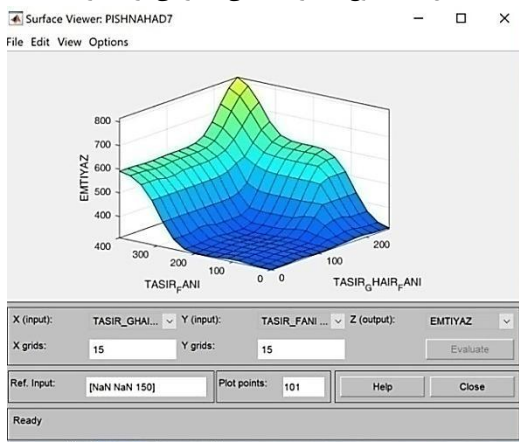 Surface Viewer: PISHNAHAD7
File Edit View Options
800
700
600
500
400
EMTIYAZ
400
300
200
100
0
TASIR_FANI
0
100
200
TASIR_GHAIR_FANI
X (input): TASIR_GHAI... Y (input): TASIR_FANI ... Z (output): EMTIYAZ
X grids: 15 Y grids: 15 Evaluate
Ref. Input: [NaN NaN 150] Plot points: 101 Help Close
Ready